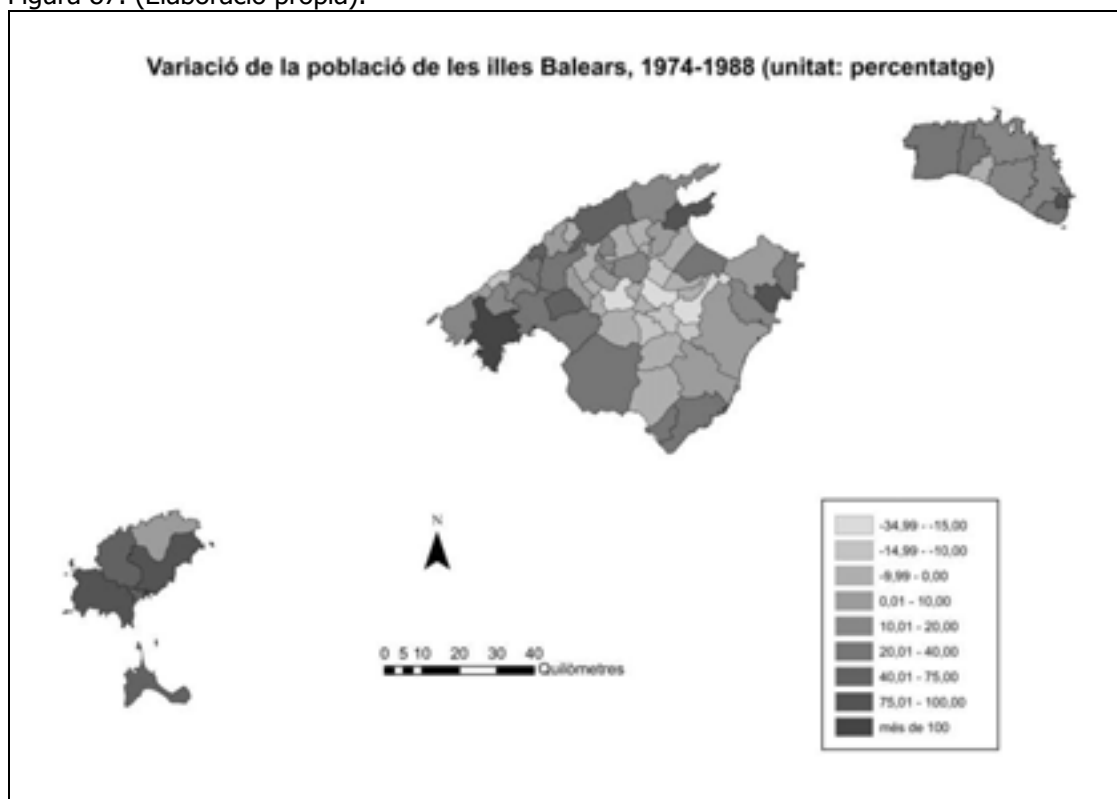 Figura 67. (Elaboració pròpia).
Variació de la població de les illes Balears, 1974-1988 (unitat: percentatge)
N
0 5 10 20 30 40
Quilòmetres
-34,99 - -15,00
-14,99 - -10,00
-9,99 - 0,00
0,01 - 10,00
10,01 - 20,00
20,01 - 40,00
40,01 - 75,00
75,01 - 100,00
més de 100